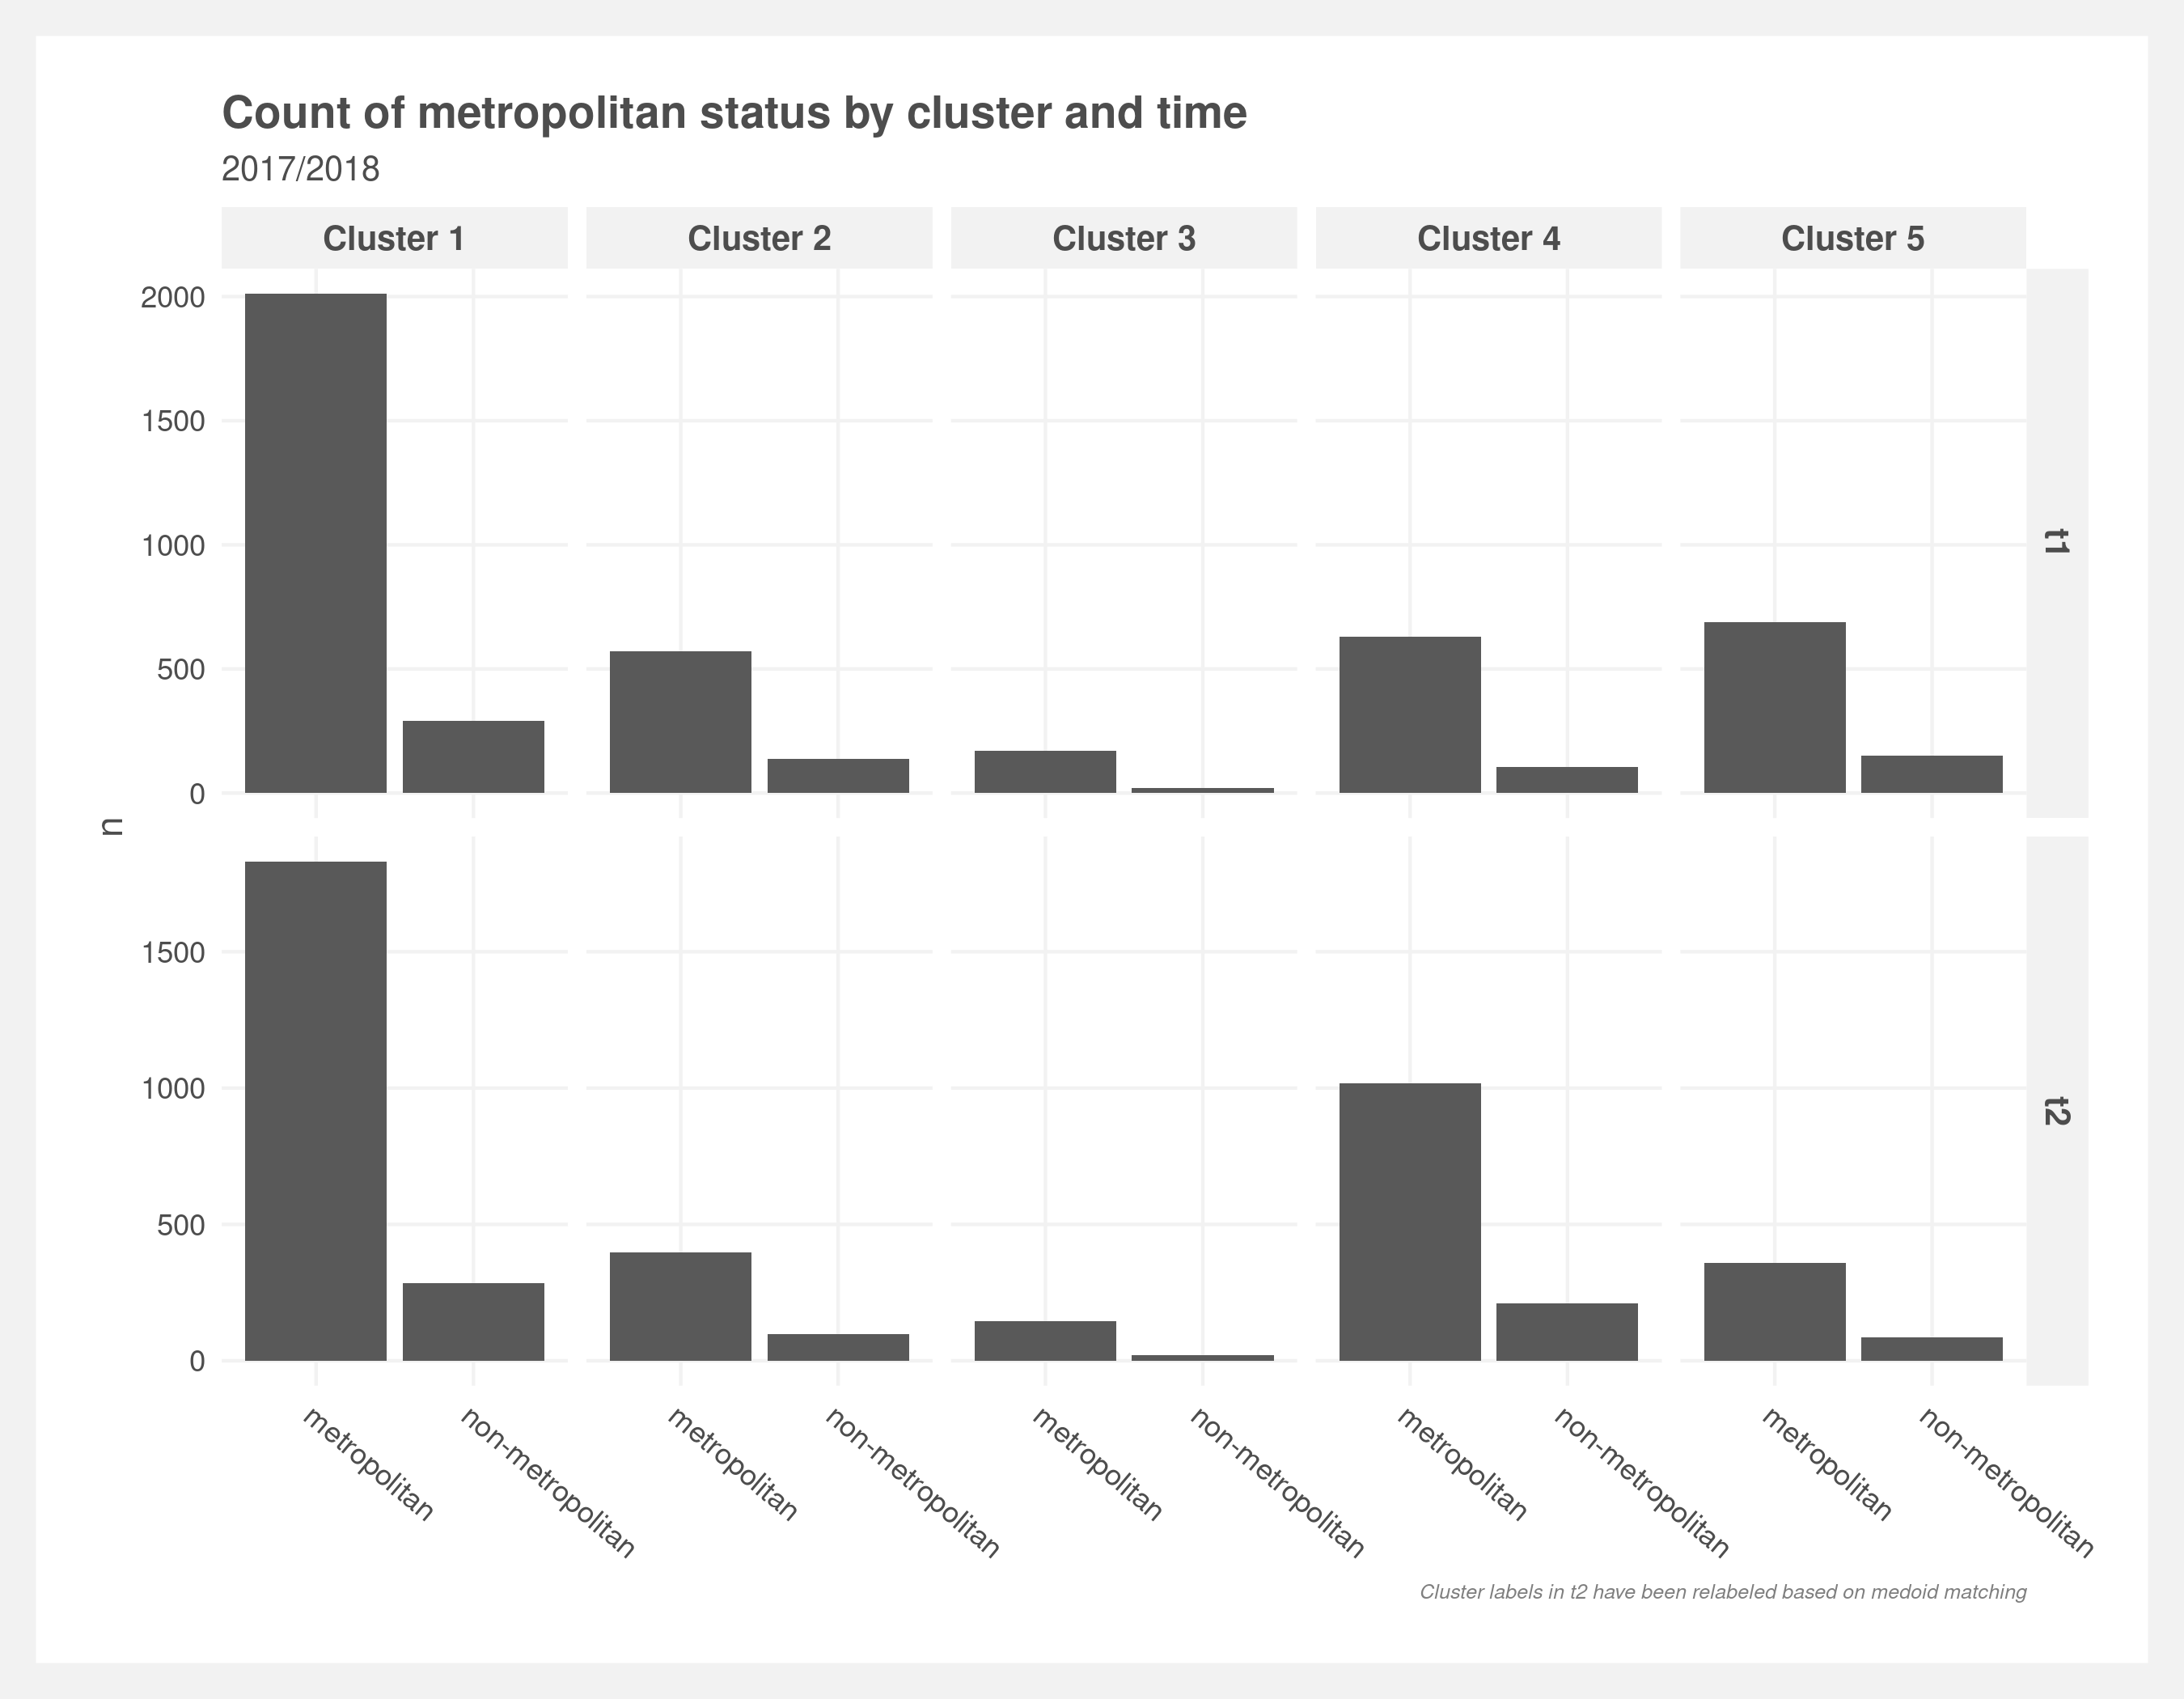 Count of metropolitan status by cluster and time
2017/2018
Cluster 1
Cluster 2
Cluster 3
Cluster 4
Cluster 5
2000
1500
1000
500
0
t1
n
1500
1000
500
0
t2
metropolitan
non-metropolitan
metropolitan
non-metropolitan
metropolitan
non-metropolitan
metropolitan
non-metropolitan
metropolitan
non-metropolitan
Cluster labels in t2 have been relabeled based on medoid matching